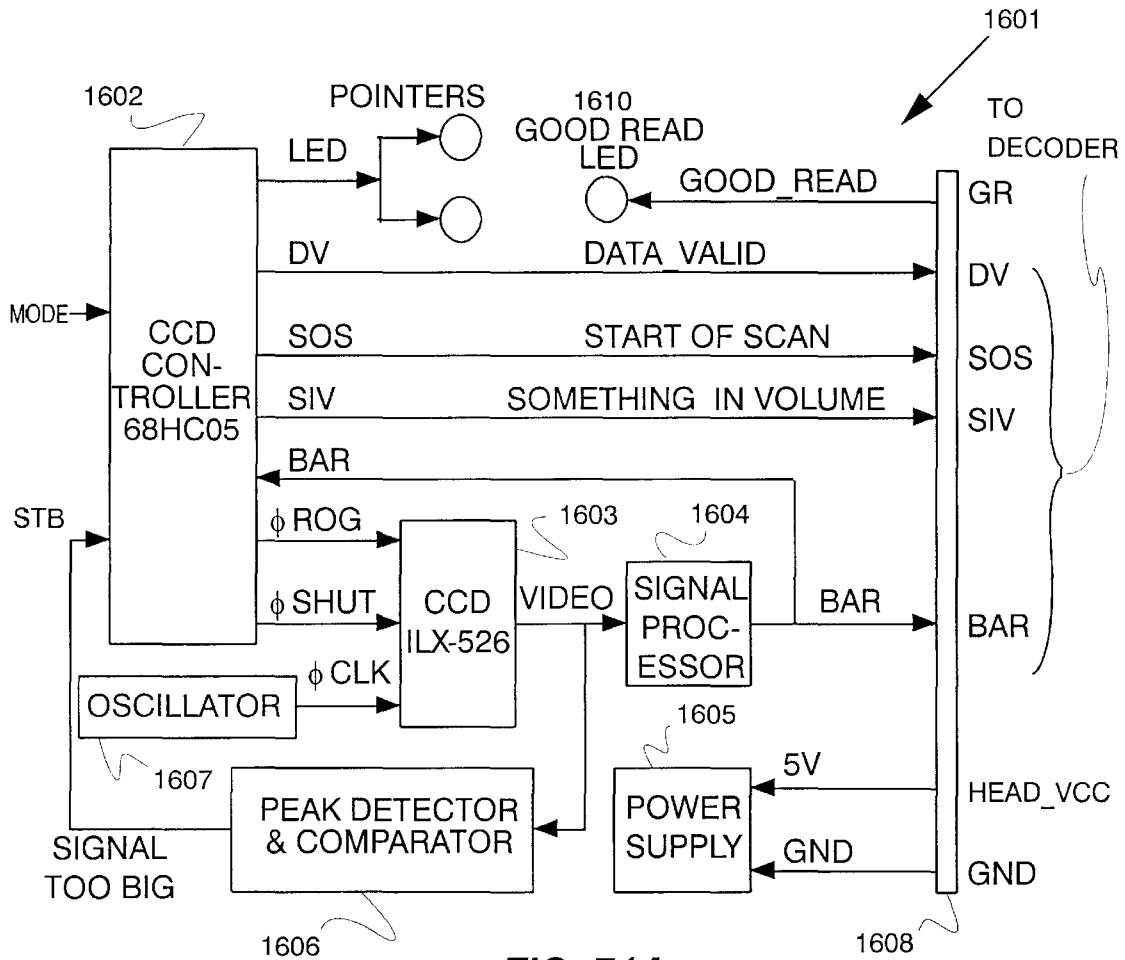 1601
1602
POINTERS
1610
GOOD READ
LED
TO
DECODER
LED
GOOD_READ
GR
DV
DATA_VALID
DV
MODE
CCD
CON-
TROLLER
68HC05
SOS
START OF SCAN
SOS
SIV
SOMETHING IN VOLUME
SIV
BAR
STB
ϕ ROG
1603
1604
ϕ SHUT
CCD
ILX-526
VIDEO
SIGNAL
PROC-
ESSOR
BAR
BAR
ϕ CLK
OSCILLATOR
1607
1605
PEAK DETECTOR
& COMPARATOR
POWER
SUPPLY
5V
HEAD_VCC
GND
GND
SIGNAL
TOO BIG
1606
1608